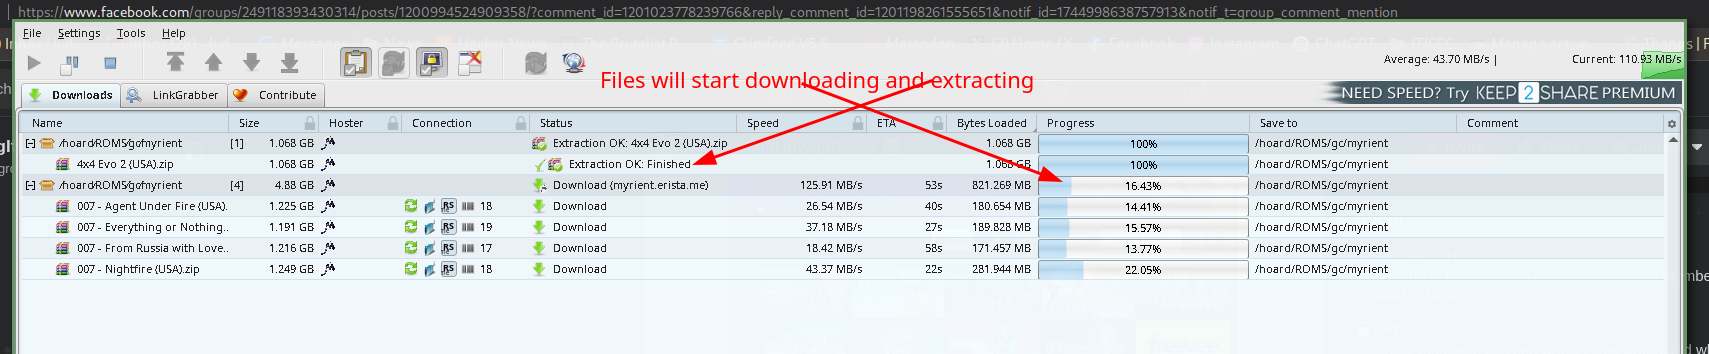 https://www.facebook.com/groups/249118393430314/posts/1200994524909358/?comment_id=1201023778239766&reply_comment_id=1201198261555651&notif_id=1744998638757913&notif_t=group_comment_mention
File Settings Tools Help
Average: 43.70 MB/s | Current: 110.93 MB/s
Files will start downloading and extracting
Downloads LinkGrabber Contribute NEED SPEED? Try KEEP 2 SHARE PREMIUM
Name Size Hoster Connection Status Speed ETA Bytes Loaded Progress Save to Comment
/hoard/ROMS/gc/myrient [1] 1.068 GB Extraction OK: 4x4 Evo 2 (USA).zip 1.068 GB 100% /hoard/ROMS/gc/myrient
4x4 Evo 2 (USA).zip 1.068 GB Extraction OK: Finished 1.068 GB 100% /hoard/ROMS/gc/myrient
/hoard/ROMS/gc/myrient [4] 4.88 GB Download (myrient.erista.me) 125.91 MB/s 53s 821.269 MB 16.43% /hoard/ROMS/gc/myrient
007 - Agent Under Fire (USA). 1.225 GB RS 18 Download 26.54 MB/s 40s 180.654 MB 14.41% /hoard/ROMS/gc/myrient
007 - Everything or Nothing... 1.191 GB RS 19 Download 37.18 MB/s 27s 189.828 MB 15.57% /hoard/ROMS/gc/myrient
007 - From Russia with Love... 1.216 GB RS 17 Download 18.42 MB/s 58s 171.457 MB 13.77% /hoard/ROMS/gc/myrient
007 - Nightfire (USA).zip 1.249 GB RS 18 Download 43.37 MB/s 22s 281.944 MB 22.05% /hoard/ROMS/gc/myrient